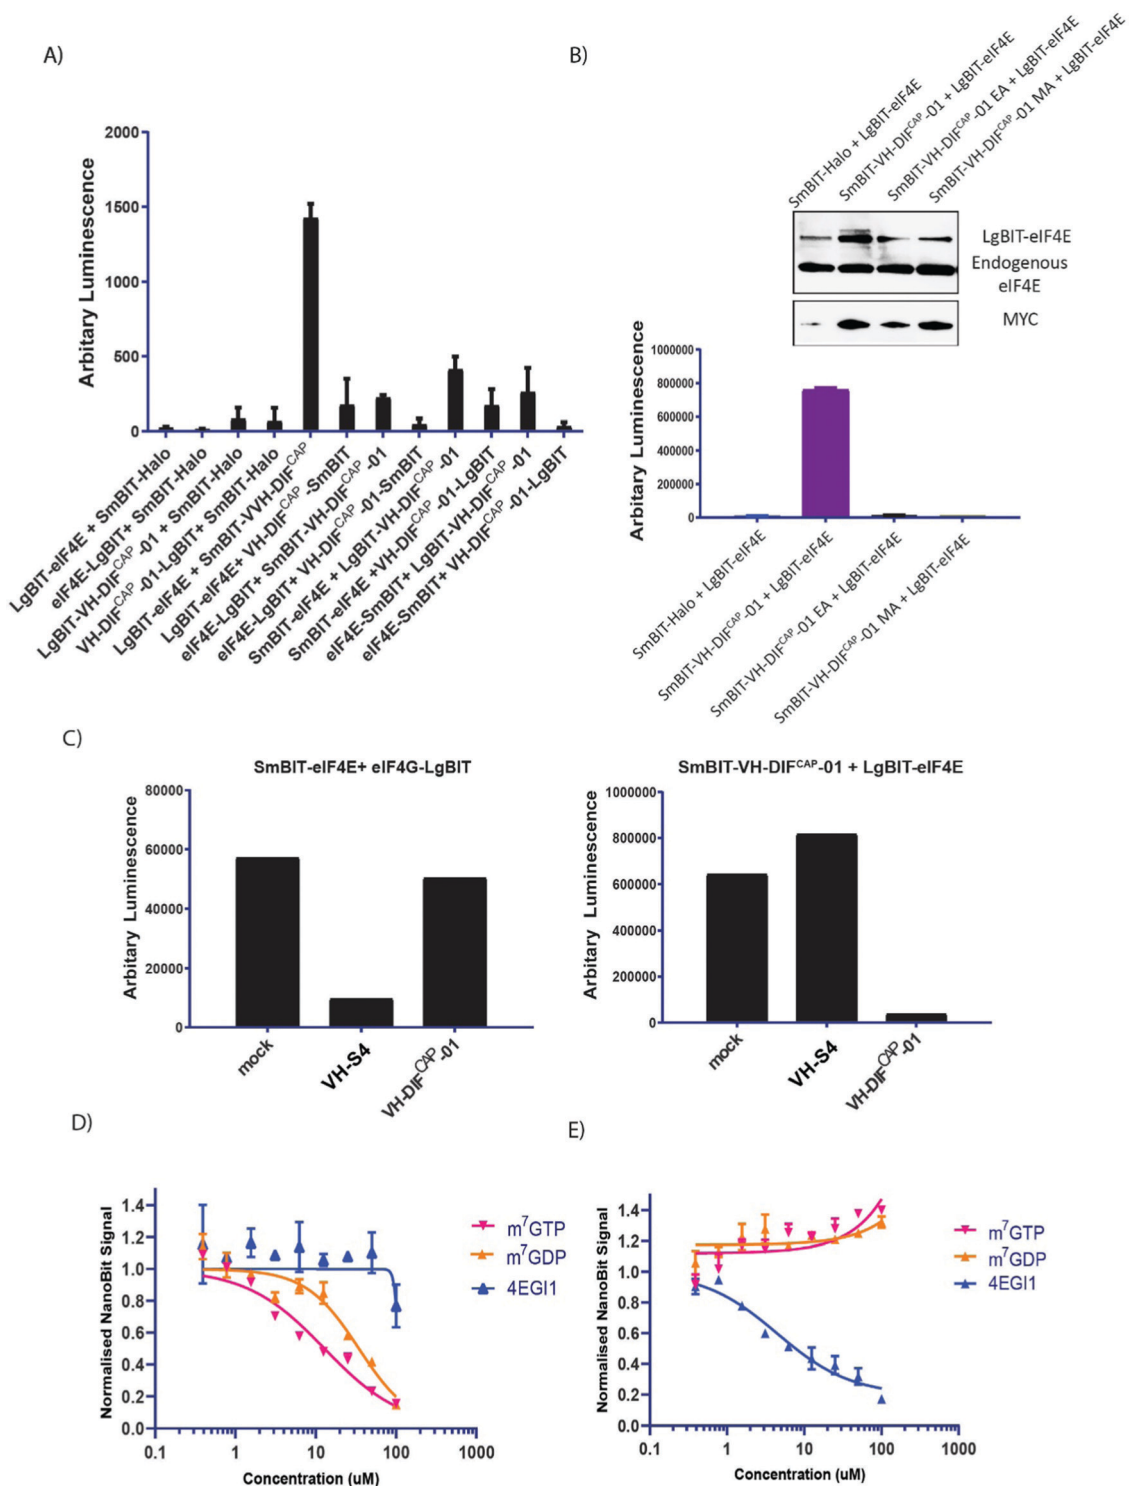 A)
Arbitary Luminescence
2000
1500
1000
500
0
LgBIT-eIF4E + SmBIT-Halo
eIF4E-LgBIT+ SmBIT-Halo
LgBIT-VH-DIF^CAP-01 + SmBIT-Halo
VH-DIF^CAP-01-LgBIT+ SmBIT-Halo
LgBIT-eIF4E + SmBIT-VVH-DIF^CAP
LgBIT-eIF4E+ VH-DIF^CAP-SmBIT
eIF4E-LgBIT+ SmBIT-VH-DIF^CAP-01
eIF4E-LgBIT+ VH-DIF^CAP-01-SmBIT
SmBIT-eIF4E + LgBIT-VH-DIF^CAP-01
SmBIT-eIF4E +VH-DIF^CAP-01-LgBIT
eIF4E-SmBIT+ LgBIT-VH-DIF^CAP-01
eIF4E-SmBIT+ VH-DIF^CAP-01-LgBIT
B)
SmBIT-Halo + LgBIT-eIF4E
SmBIT-VH-DIF^CAP-01 + LgBIT-eIF4E
SmBIT-VH-DIF^CAP-01 EA + LgBIT-eIF4E
SmBIT-VH-DIF^CAP-01 MA + LgBIT-eIF4E
LgBIT-eIF4E
Endogenous
eIF4E
MYC
Arbitary Luminescence
1000000
800000
600000
400000
200000
0
SmBIT-Halo + LgBIT-eIF4E
SmBIT-VH-DIF^CAP-01 + LgBIT-eIF4E
SmBIT-VH-DIF^CAP-01 EA + LgBIT-eIF4E
SmBIT-VH-DIF^CAP-01 MA + LgBIT-eIF4E
C)
SmBIT-eIF4E+ eIF4G-LgBIT
Arbitary Luminescence
80000
60000
40000
20000
0
mock
VH-S4
VH-DIF^CAP-01
SmBIT-VH-DIF^CAP-01 + LgBIT-eIF4E
Arbitary Luminescence
1000000
800000
600000
400000
200000
0
mock
VH-S4
VH-DIF^CAP-01
D)
Normalised NanoBit Signal
1.4
1.2
1.0
0.8
0.6
0.4
0.2
0.0
0.1 1 10 100 1000
Concentration (uM)
m⁷GTP
m⁷GDP
4EGI1
E)
Normalised NanoBit Signal
1.4
1.2
1.0
0.8
0.6
0.4
0.2
0.0
0.1 1 10 100 1000
Concentration (uM)
m⁷GTP
m⁷GDP
4EGI1